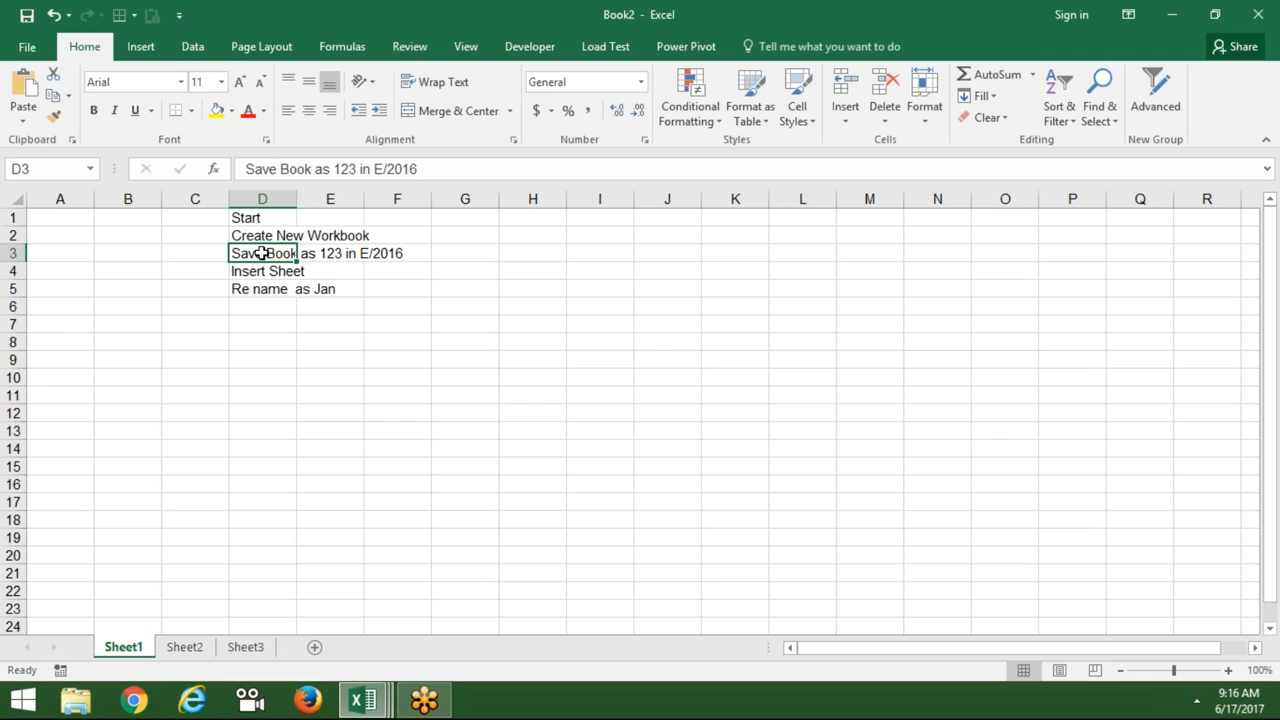 Book2 - Excel
Sign in
File Home Insert Data Page Layout Formulas Review View Developer Load Test Power Pivot Tell me what you want to do Share
Paste
Arial 11
B I U
Wrap Text
Merge & Center
General
$ % ,
Conditional Formatting
Format as Table
Cell Styles
Insert
Delete
Format
AutoSum
Fill
Clear
Sort & Filter
Find & Select
Advanced
Clipboard Font Alignment Number Styles Cells Editing New Group
D3 fx Save Book as 123 in E/2016
A B C D E F G H I J K L M N O P Q R
1 Start
2 Create New Workbook
3 Save Book as 123 in E/2016
4 Insert Sheet
5 Re name  as Jan
6
7
8
9
10
11
12
13
14
15
16
17
18
19
20
21
22
23
24
Sheet1 Sheet2 Sheet3
Ready 100%
9:16 AM
6/17/2017